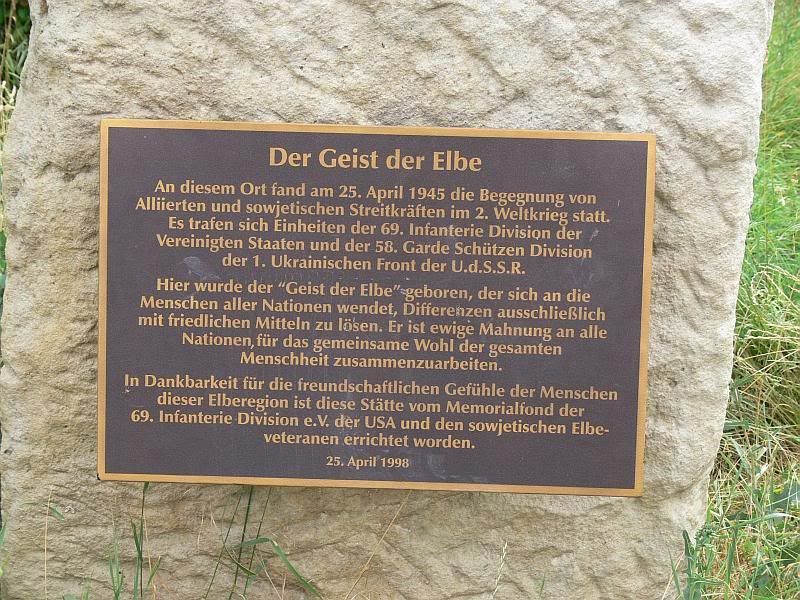 Der Geist der Elbe
An diesem Ort fand am 25. April 1945 die Begegnung von
Alliierten und sowjetischen Streitkräften im 2. Weltkrieg statt.
Es trafen sich Einheiten der 69. Infanterie Division der
Vereinigten Staaten und der 58. Garde Schützen Division
der 1. Ukrainischen Front der U.d.S.S.R.
Hier wurde der “Geist der Elbe” geboren, der sich an die
Menschen aller Nationen wendet, Differenzen ausschließlich
mit friedlichen Mitteln zu lösen. Er ist ewige Mahnung an alle
Nationen, für das gemeinsame Wohl der gesamten
Menschheit zusammenzuarbeiten.
In Dankbarkeit für die freundschaftlichen Gefühle der Menschen
dieser Elberegion ist diese Stätte vom Memorialfond der
69. Infanterie Division e.V. der USA und den sowjetischen Elbe-
veteranen errichtet worden.
25. April 1998